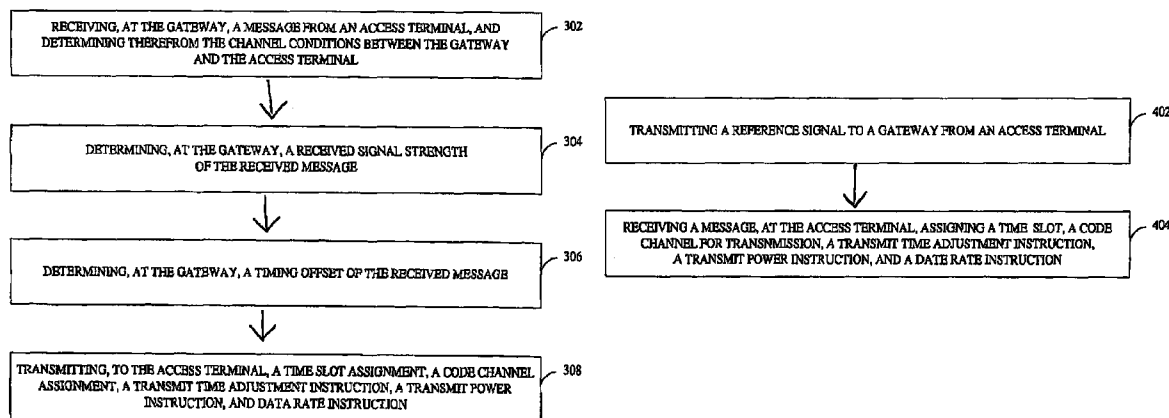 RECEIVING, AT THE GATEWAY, A MESSAGE FROM AN ACCESS TERMINAL, AND
DETERMINING THEREFROM THE CHANNEL CONDITIONS BETWEEN THE GATEWAY
AND THE ACCESS TERMINAL
302
DETERMINING, AT THE GATEWAY, A RECEIVED SIGNAL STRENGTH
OF THE RECEIVED MESSAGE
304
DETERMINING, AT THE GATEWAY, A TIMING OFFSET OF THE RECEIVED MESSAGE
306
TRANSMITTING, TO THE ACCESS TERMINAL, A TIME SLOT ASSIGNMENT, A CODE CHANNEL
ASSIGNMENT, A TRANSMIT TIME ADJUSTMENT INSTRUCTION, A TRANSMIT POWER
INSTRUCTION, AND DATA RATE INSTRUCTION
308
TRANSMITTING A REFERENCE SIGNAL TO A GATEWAY FROM AN ACCESS TERMINAL
402
RECEIVING A MESSAGE, AT THE ACCESS TERMINAL, ASSIGNING A TIME SLOT, A CODE
CHANNEL FOR TRANSNMISSION, A TRANSMIT TIME ADJUSTMENT INSTRUCTION,
A TRANSMIT POWER INSTRUCTION, AND A DATE RATE INSTRUCTION
404